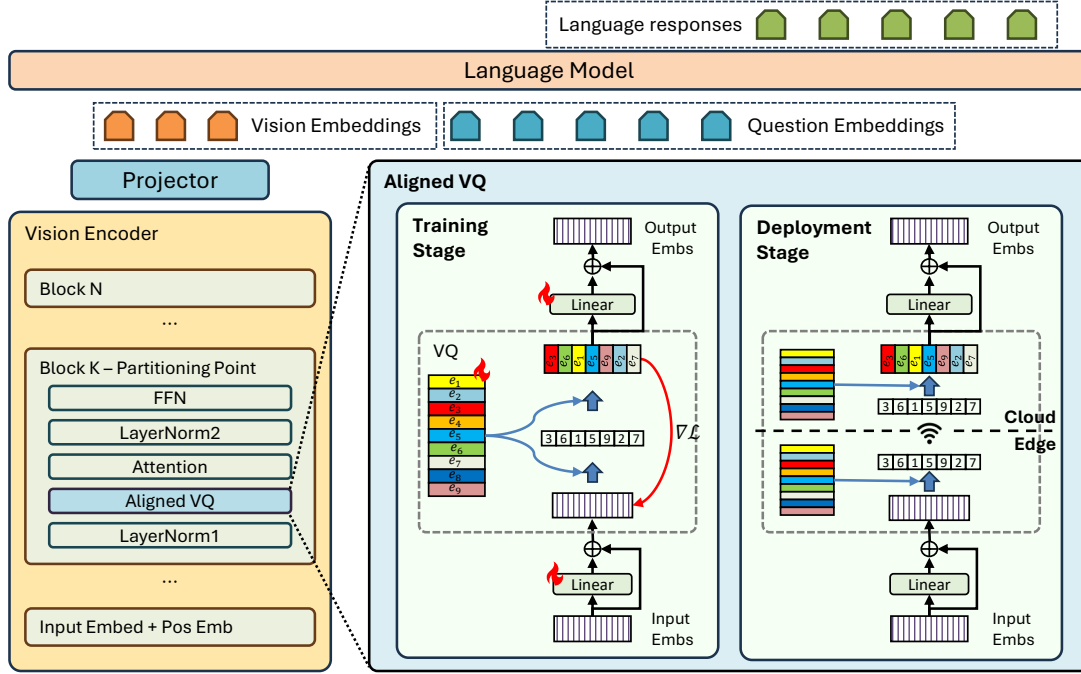 Language responses
Language Model
Vision Embeddings
Question Embeddings
Projector
Vision Encoder
Block N
...
Block K – Partitioning Point
FFN
LayerNorm2
Attention
Aligned VQ
LayerNorm1
...
Input Embed + Pos Emb
Aligned VQ
Training
Stage
Output
Embs
Linear
VQ
e₃ e₆ e₁ e₅ e₉ e₂ e₇
e₁
e₂
e₃
e₄
e₅
e₆
e₇
e₈
e₉
3 6 1 5 9 2 7
∇ℒ
Linear
Input
Embs
Deployment
Stage
Output
Embs
Linear
e₃ e₆ e₁ e₅ e₉ e₂ e₇
3 6 1 5 9 2 7
Cloud
Edge
3 6 1 5 9 2 7
Linear
Input
Embs